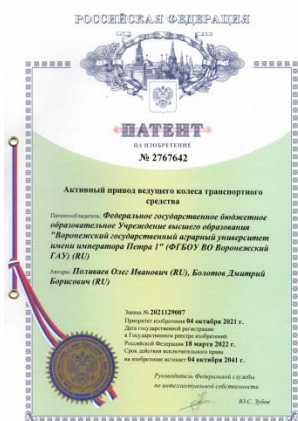 РОССИЙСКАЯ ФЕДЕРАЦИЯ
ПАТЕНТ
НА ИЗОБРЕТЕНИЕ
№ 2767642
Активный привод ведущего колеса транспортного
средства
Патентообладатель: Федеральное государственное бюджетное
образовательное Учреждение высшего образования
"Воронежский государственный аграрный университет
имени императора Петра 1" (ФГБОУ ВО Воронежский
ГАУ) (RU)
Авторы: Поливаев Олег Иванович (RU), Болотов Дмитрий
Борисович (RU)
Заявка № 2021129007
Приоритет изобретения 04 октября 2021 г.
Дата государственной регистрации
в Государственном реестре изобретений
Российской Федерации 18 марта 2022 г.
Срок действия исключительного права
на изобретение истекает 04 октября 2041 г.
Руководитель Федеральной службы
по интеллектуальной собственности
Ю.С. Зубов